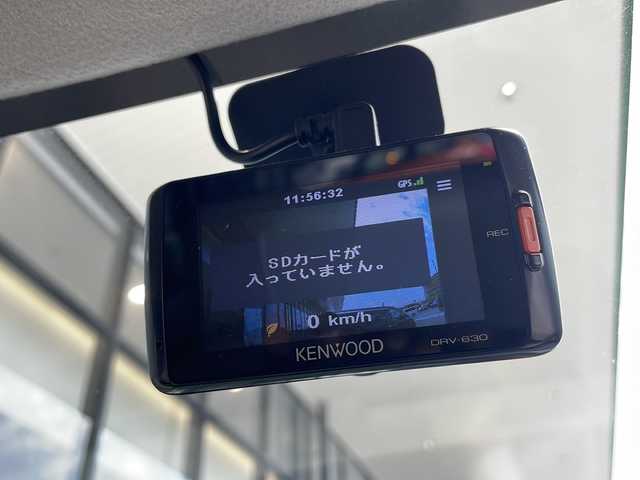 11:56:32 GPS
REC
SDカードが
入っていません。
0 km/h
KENWOOD DRV-630